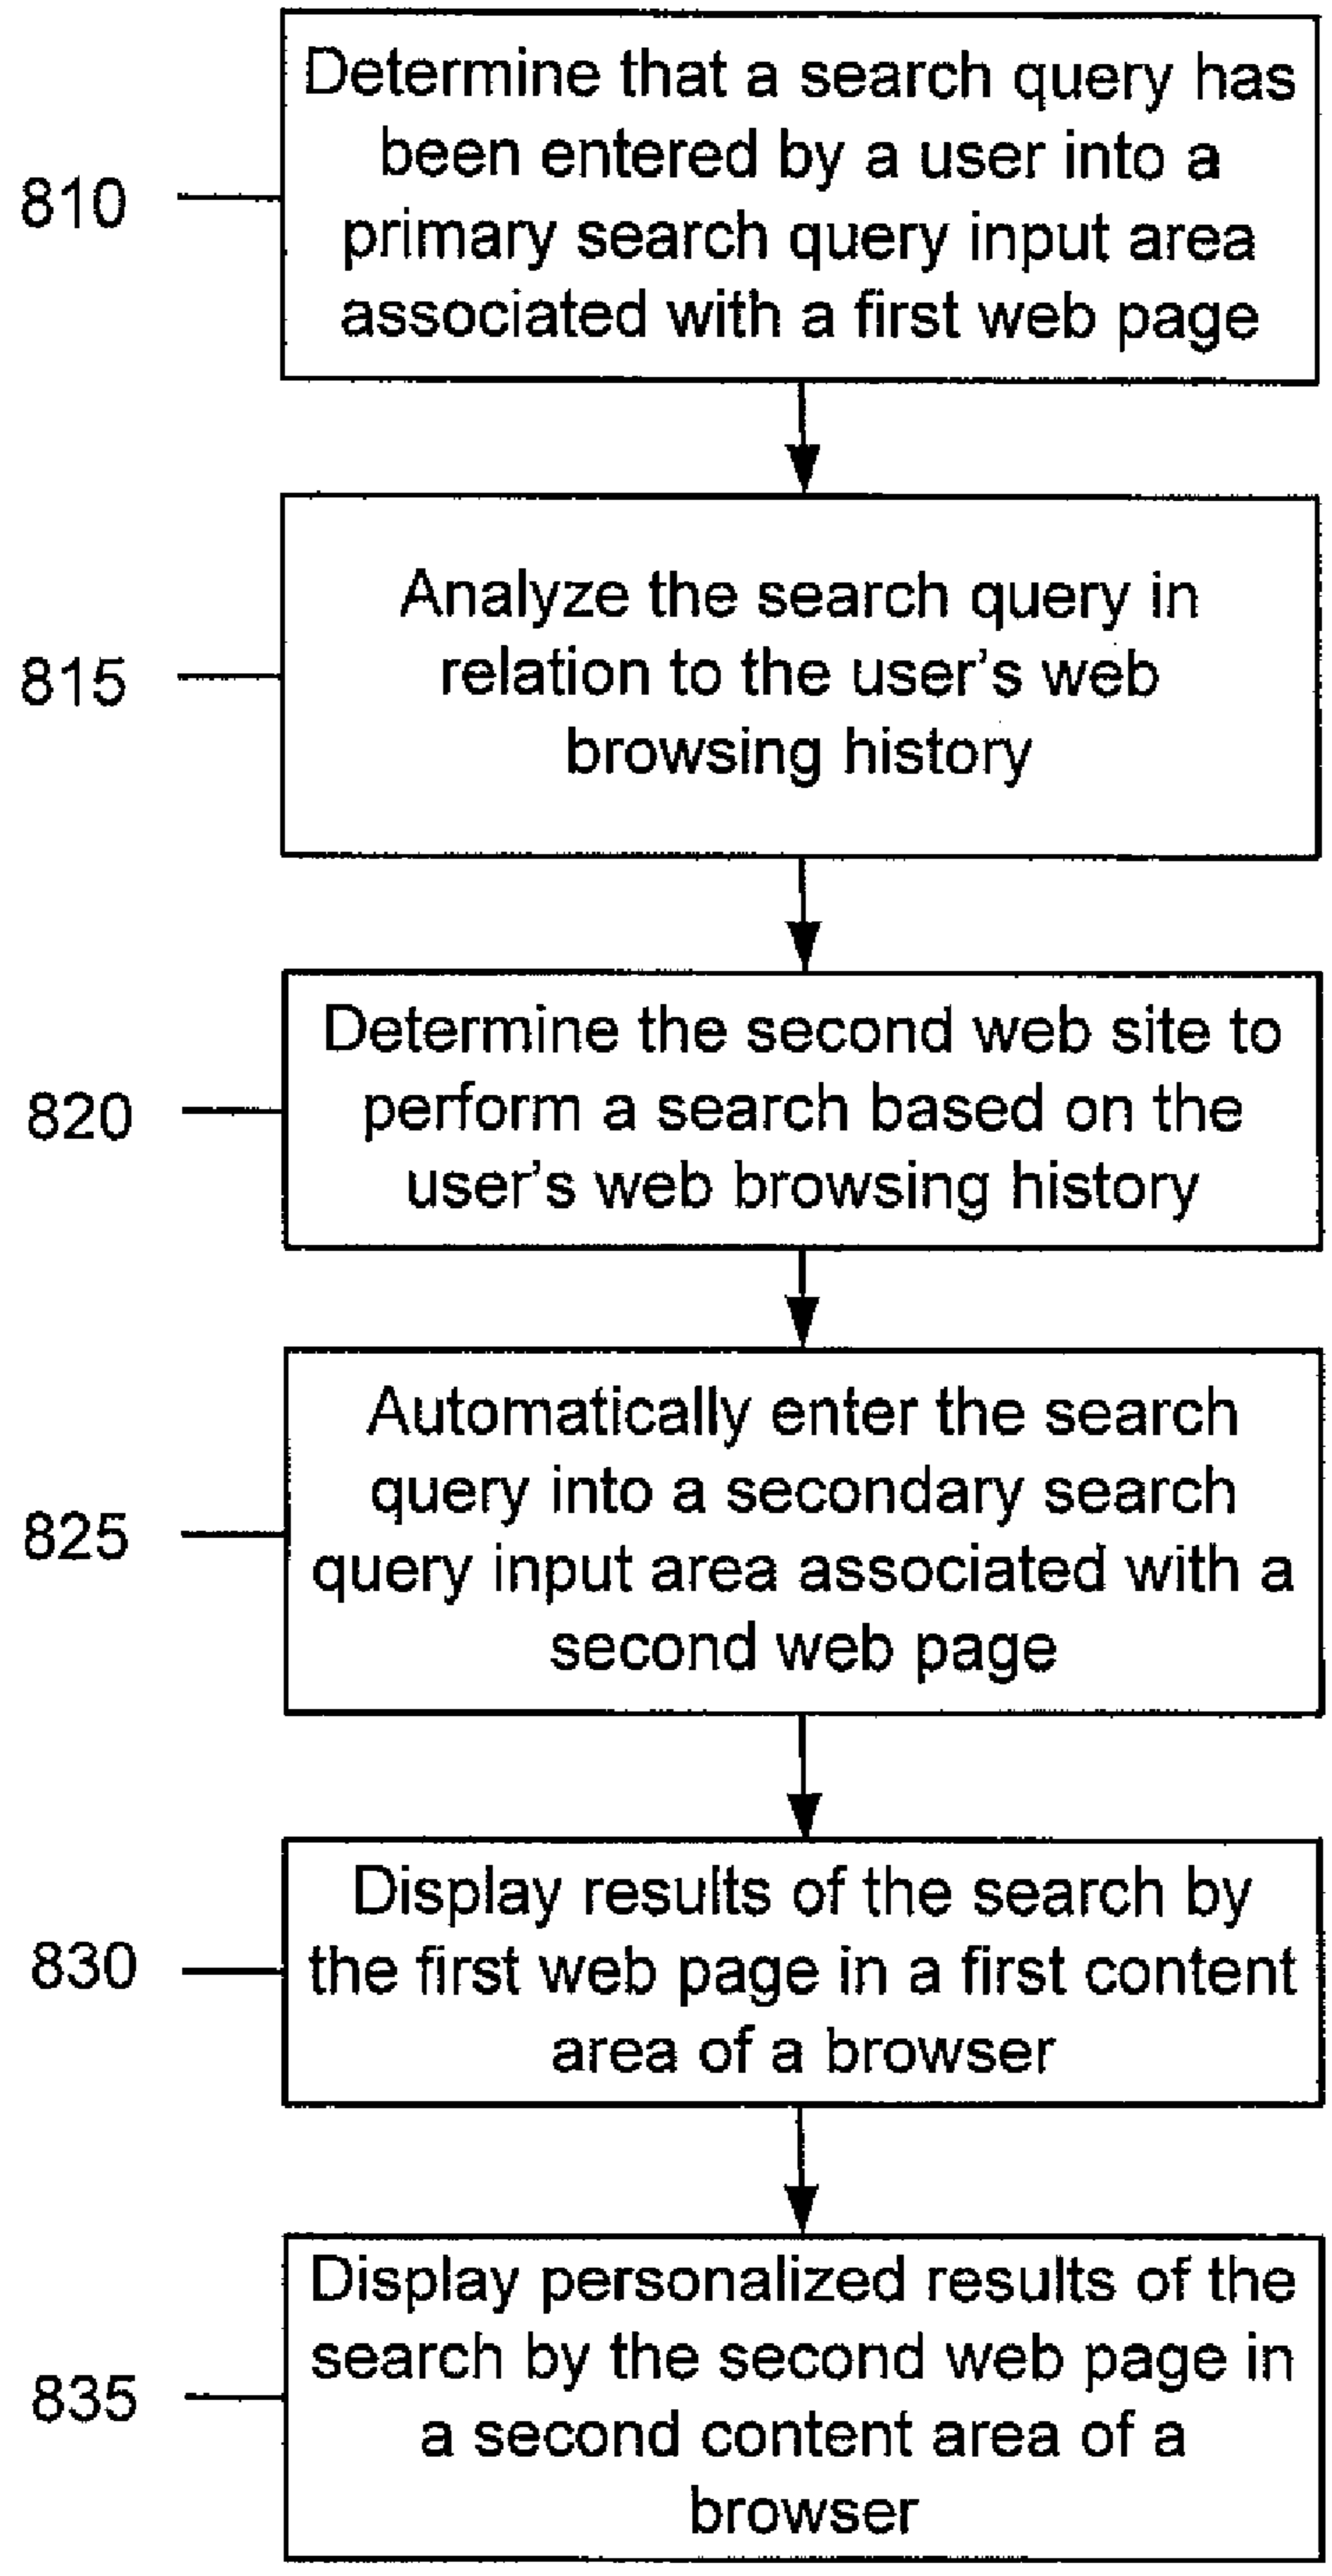 810
Determine that a search query has
been entered by a user into a
primary search query input area
associated with a first web page
815
Analyze the search query in
relation to the user's web
browsing history
820
Determine the second web site to
perform a search based on the
user's web browsing history
825
Automatically enter the search
query into a secondary search
query input area associated with a
second web page
830
Display results of the search by
the first web page in a first content
area of a browser
835
Display personalized results of the
search by the second web page in
a second content area of a
browser